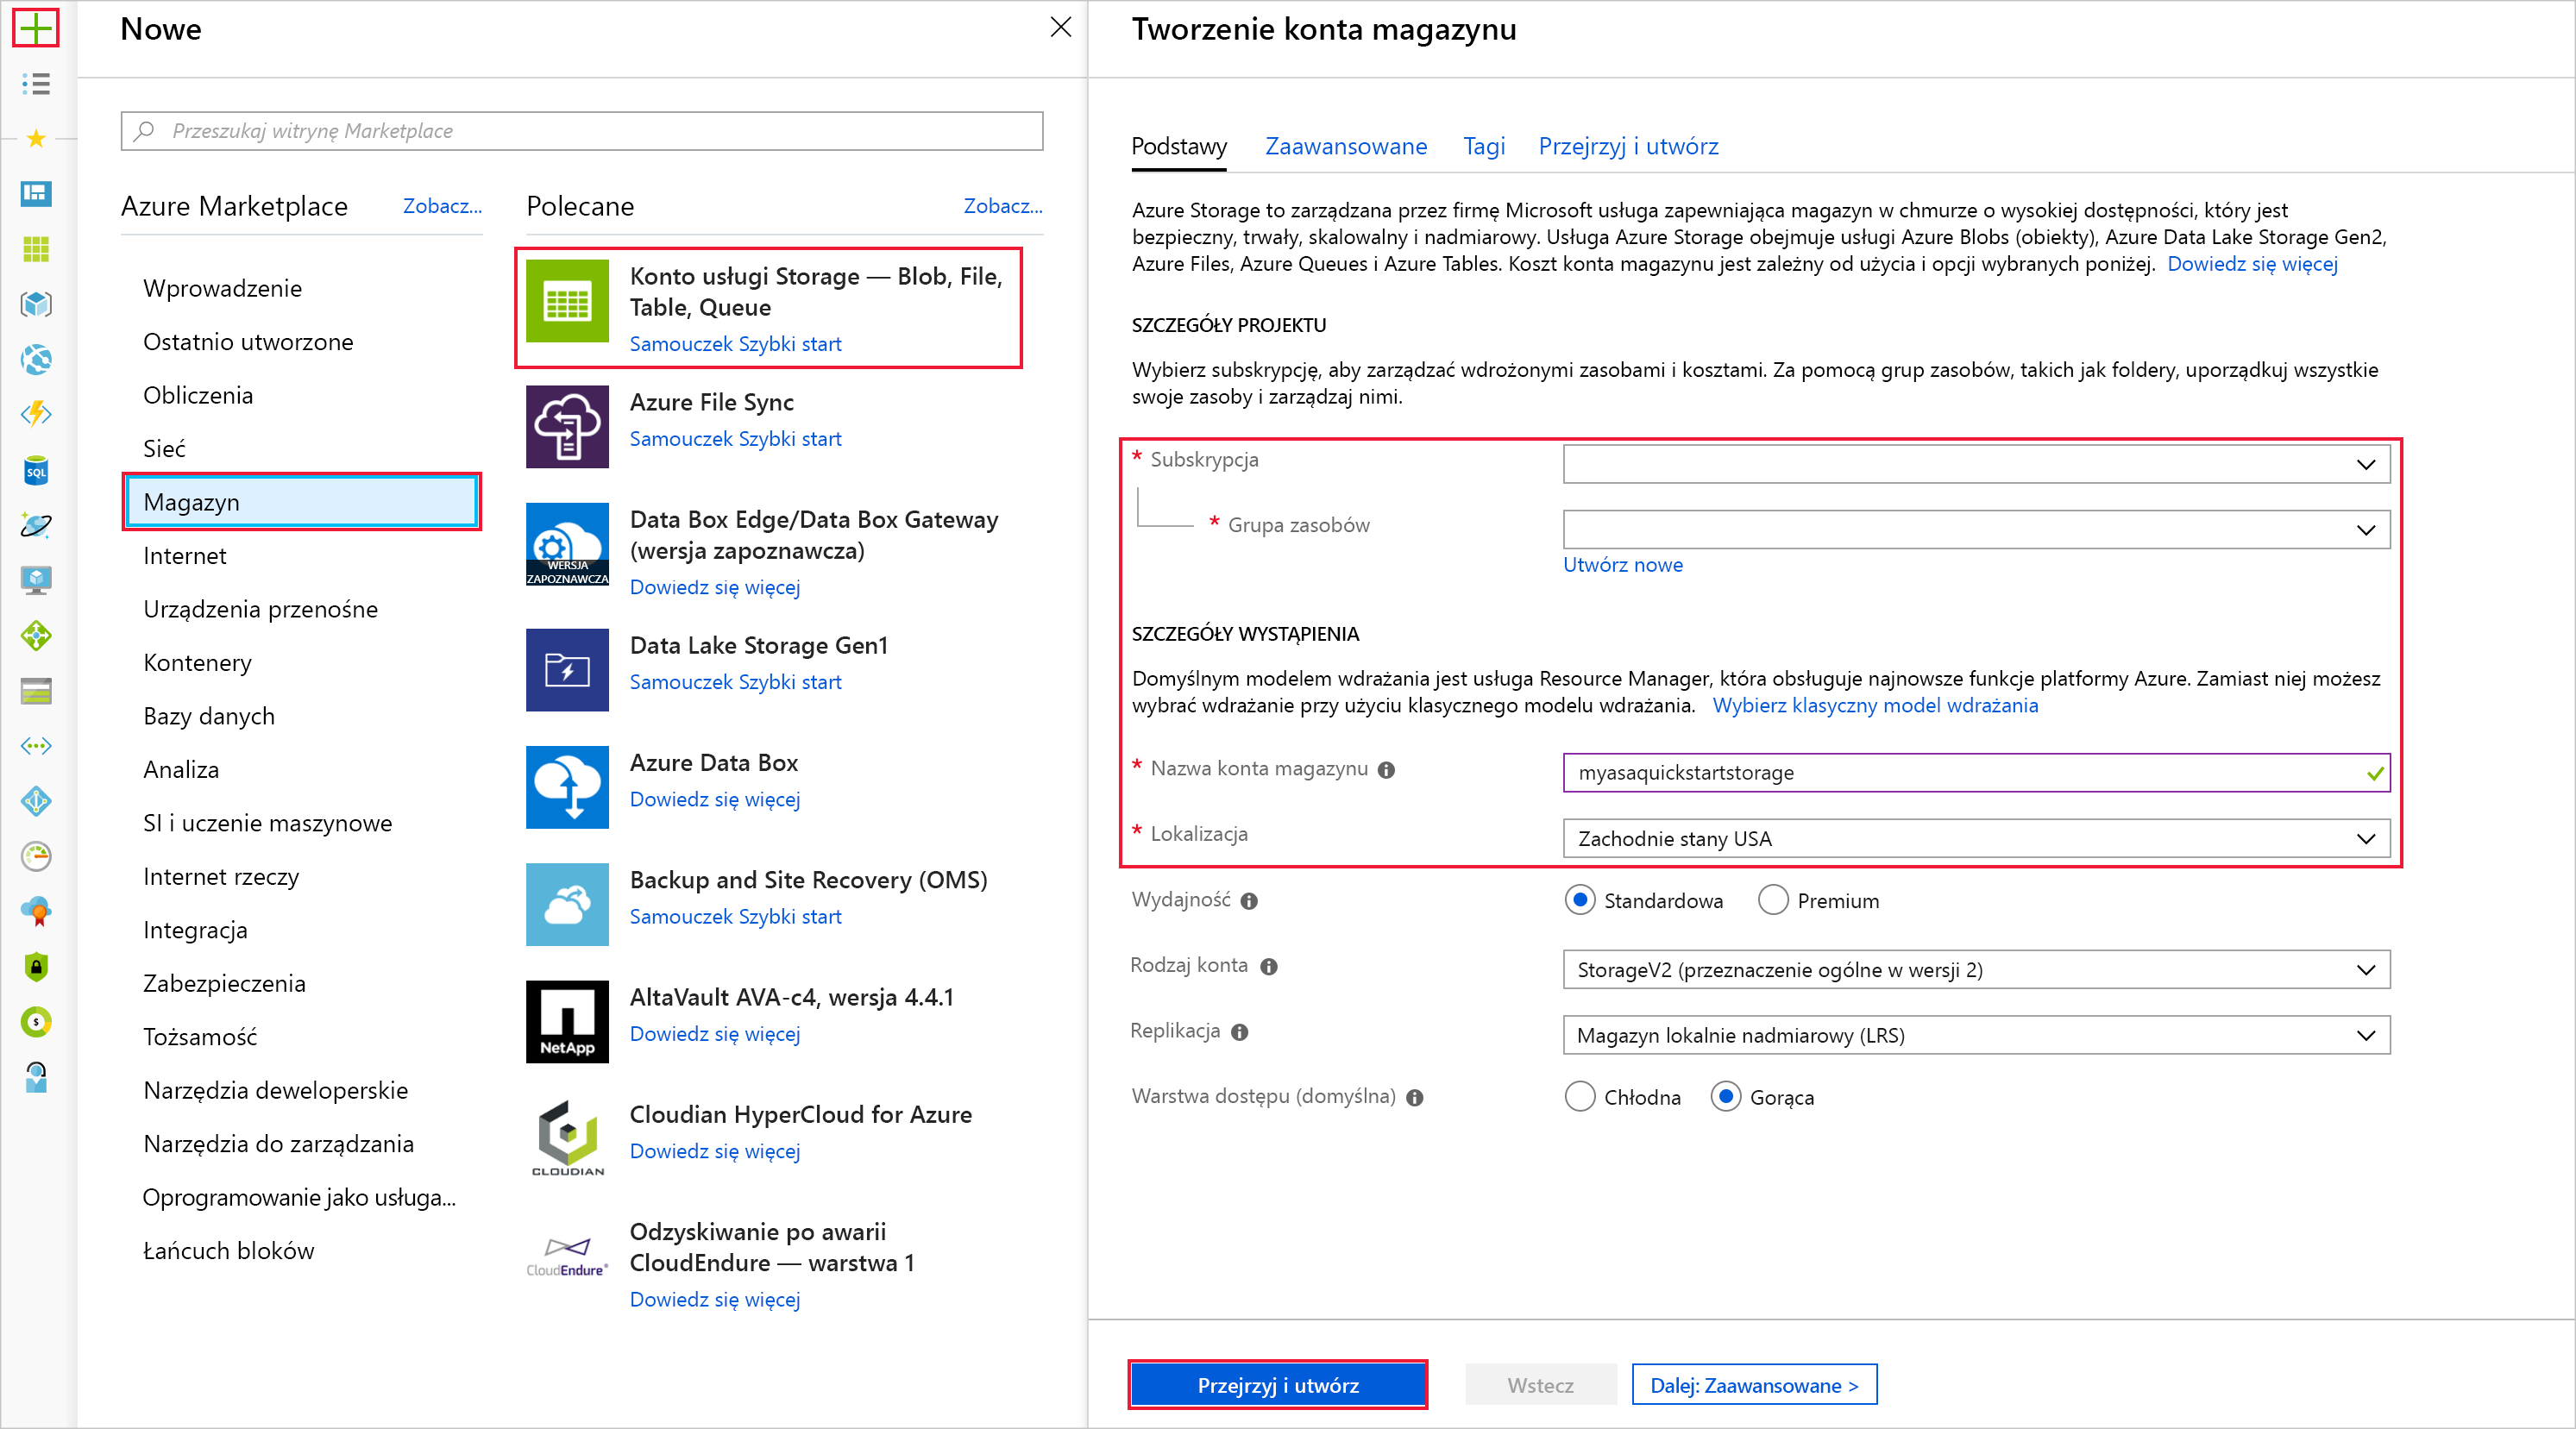 Nowe
Przeszukaj witrynę Marketplace
Azure Marketplace
Zobacz...
Wprowadzenie
Ostatnio utworzone
Obliczenia
Sieć
Magazyn
Internet
Urządzenia przenośne
Kontenery
Bazy danych
Analiza
SI i uczenie maszynowe
Internet rzeczy
Integracja
Zabezpieczenia
Tożsamość
Narzędzia deweloperskie
Narzędzia do zarządzania
Oprogramowanie jako usługa...
Łańcuch bloków
SQL
$
Polecane
Zobacz...
Konto usługi Storage — Blob, File,
Table, Queue
Samouczek Szybki start
Azure File Sync
Samouczek Szybki start
WERSJA
ZAPOZNAWCZA
Data Box Edge/Data Box Gateway
(wersja zapoznawcza)
Dowiedz się więcej
Data Lake Storage Gen1
Samouczek Szybki start
Azure Data Box
Dowiedz się więcej
Backup and Site Recovery (OMS)
Samouczek Szybki start
NetApp
AltaVault AVA-c4, wersja 4.4.1
Dowiedz się więcej
CLOUDIAN
Cloudian HyperCloud for Azure
Dowiedz się więcej
CloudEndure®
Odzyskiwanie po awarii
CloudEndure — warstwa 1
Dowiedz się więcej
Tworzenie konta magazynu
Podstawy Zaawansowane Tagi Przejrzyj i utwórz
Azure Storage to zarządzana przez firmę Microsoft usługa zapewniająca magazyn w chmurze o wysokiej dostępności, który jest
bezpieczny, trwały, skalowalny i nadmiarowy. Usługa Azure Storage obejmuje usługi Azure Blobs (obiekty), Azure Data Lake Storage Gen2,
Azure Files, Azure Queues i Azure Tables. Koszt konta magazynu jest zależny od użycia i opcji wybranych poniżej. Dowiedz się więcej
SZCZEGÓŁY PROJEKTU
Wybierz subskrypcję, aby zarządzać wdrożonymi zasobami i kosztami. Za pomocą grup zasobów, takich jak foldery, uporządkuj wszystkie
swoje zasoby i zarządzaj nimi.
* Subskrypcja
* Grupa zasobów
Utwórz nowe
SZCZEGÓŁY WYSTĄPIENIA
Domyślnym modelem wdrażania jest usługa Resource Manager, która obsługuje najnowsze funkcje platformy Azure. Zamiast niej możesz
wybrać wdrażanie przy użyciu klasycznego modelu wdrażania. Wybierz klasyczny model wdrażania
* Nazwa konta magazynu
myasaquickstartstorage
* Lokalizacja
Zachodnie stany USA
Wydajność
Standardowa Premium
Rodzaj konta
StorageV2 (przeznaczenie ogólne w wersji 2)
Replikacja
Magazyn lokalnie nadmiarowy (LRS)
Warstwa dostępu (domyślna)
Chłodna Gorąca
Przejrzyj i utwórz
Wstecz
Dalej: Zaawansowane >